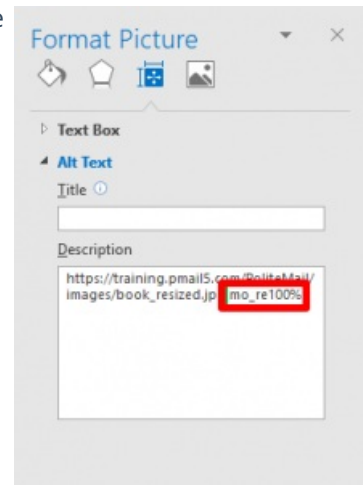 e
Format Picture
Text Box
Alt Text
Title
Description
https://training.pmail5.com/PoliteMail/
images/book_resized.jp mo_re100%